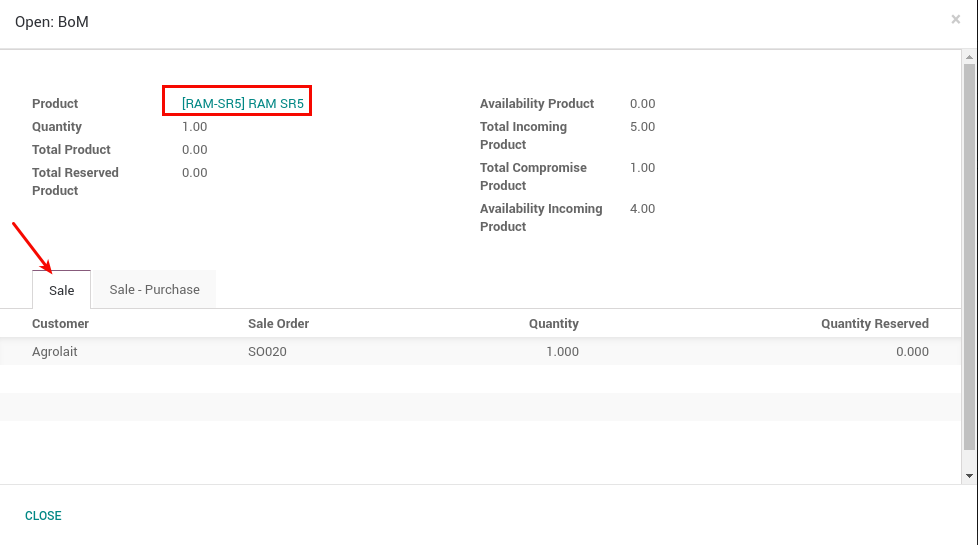 Open: BoM
×
Product [RAM-SR5] RAM SR5
Quantity 1.00
Total Product 0.00
Total Reserved 0.00
Product
Availability Product 0.00
Total Incoming 5.00
Product
Total Compromise 1.00
Product
Availability Incoming 4.00
Product
Sale Sale - Purchase
Customer Sale Order Quantity Quantity Reserved
Agrolait SO020 1.000 0.000
CLOSE